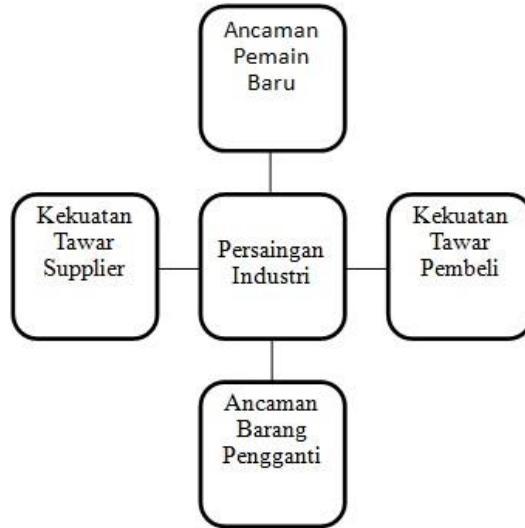 Ancaman
Pemain
Baru
Kekuatan
Tawar
Supplier
Persaingan
Industri
Kekuatan
Tawar
Pembeli
Ancaman
Barang
Pengganti